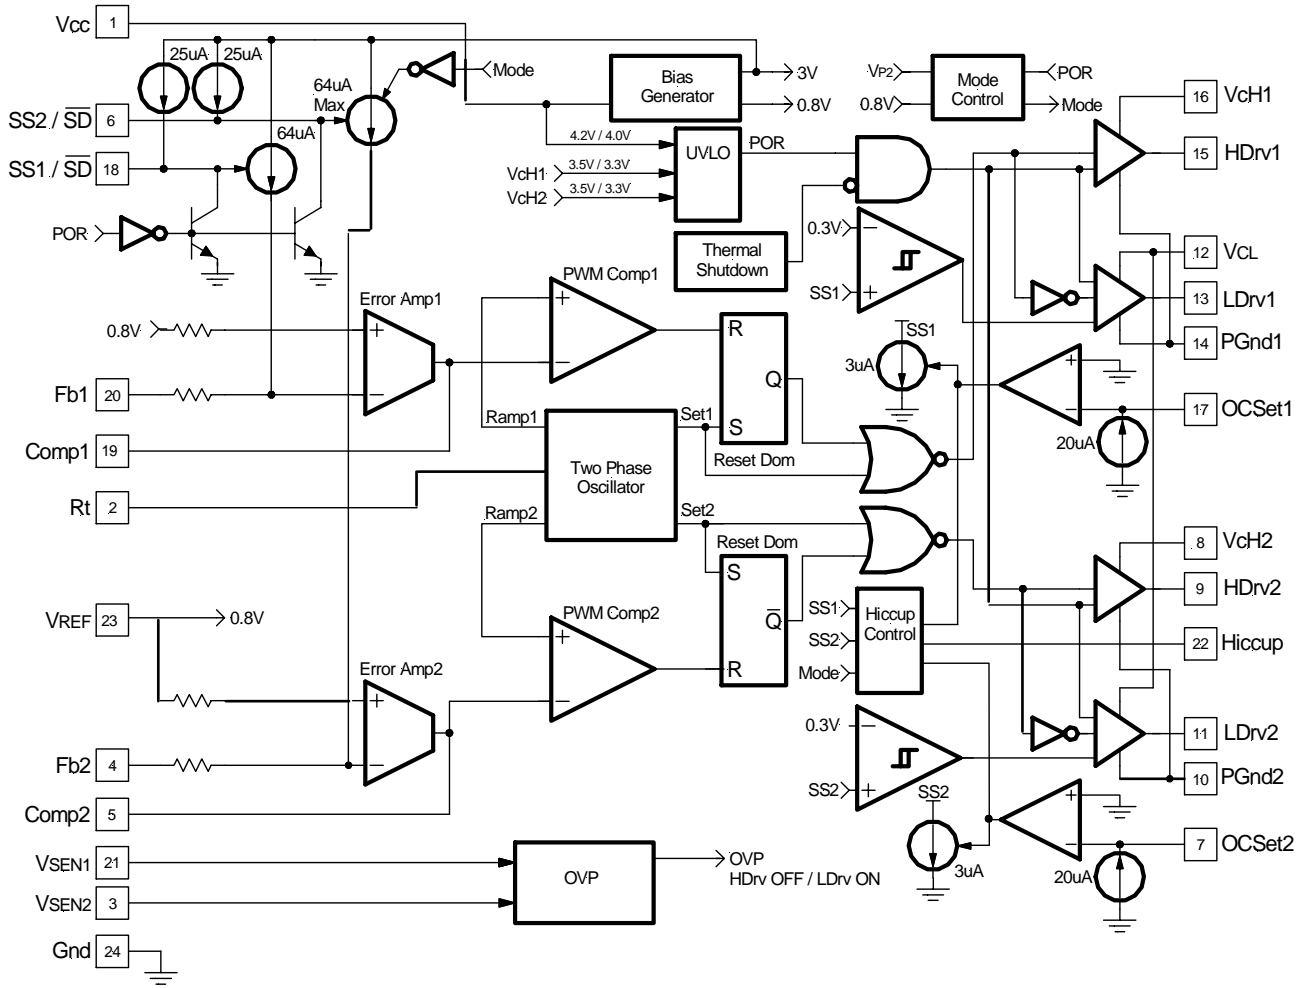 Vcc 1
25uA 25uA
64uA
Max
Mode
SS2 / SD 6
64uA
SS1 / SD 18
POR
Bias
Generator
3V
0.8V
VP2
0.8V
Mode
Control
POR
Mode
4.2V / 4.0V
VcH1 3.5V / 3.3V
VcH2 3.5V / 3.3V
UVLO
POR
Thermal
Shutdown
0.3V
SS1
−
+
16 VcH1
15 HDrv1
12 VCL
13 LDrv1
14 PGnd1
Error Amp1
PWM Comp1
0.8V
+
−
+
−
Fb1 20
Comp1 19
Rt 2
R
Q
S
Reset Dom
Ramp1
Set1
Two Phase
Oscillator
Ramp2
Set2
Reset Dom
S
Q
R
SS1
3uA
+
−
17 OCSet1
20uA
VREF 23
0.8V
PWM Comp2
+
−
Error Amp2
+
−
Fb2 4
Comp2 5
SS1
SS2
Mode
Hiccup
Control
8 VcH2
9 HDrv2
22 Hiccup
11 LDrv2
10 PGnd2
0.3V
SS2
−
+
SS2
3uA
+
−
7 OCSet2
20uA
VSEN1 21
VSEN2 3
OVP
OVP
HDrv OFF / LDrv ON
Gnd 24